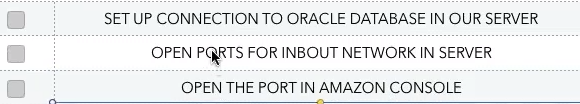 SET UP CONNECTION TO ORACLE DATABASE IN OUR SERVER
OPEN PORTS FOR INBOUT NETWORK IN SERVER
OPEN THE PORT IN AMAZON CONSOLE